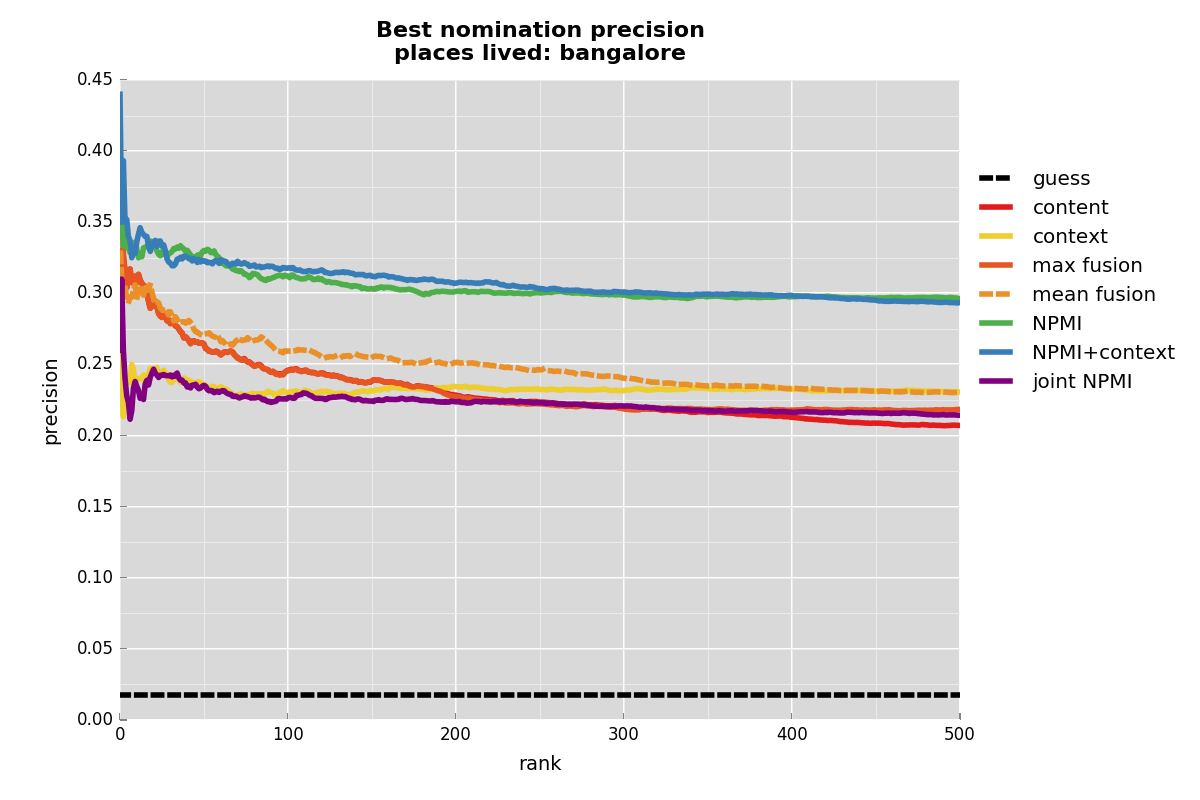 Best nomination precision
places lived: bangalore
0.45
0.40
0.35
0.30
0.25
0.20
0.15
0.10
0.05
0.00
precision
0
100
200
300
400
500
rank
guess
content
context
max fusion
mean fusion
NPMI
NPMI+context
joint NPMI